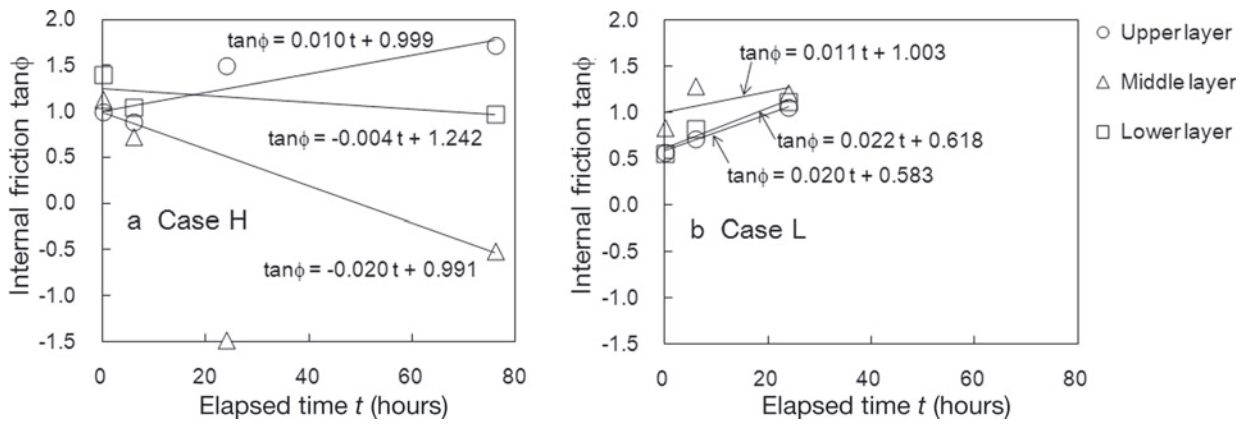 Internal friction tanϕ
2.0
1.5
1.0
0.5
0.0
-0.5
-1.0
-1.5
0
20
40
60
80
Elapsed time t (hours)
tanϕ = 0.010 t + 0.999
tanϕ = -0.004 t + 1.242
a Case H
tanϕ = -0.020 t + 0.991
Internal friction tanϕ
2.0
1.5
1.0
0.5
0.0
-0.5
-1.0
-1.5
0
20
40
60
80
Elapsed time t (hours)
tanϕ = 0.011 t + 1.003
tanϕ = 0.022 t + 0.618
tanϕ = 0.020 t + 0.583
b Case L
Upper layer
Middle layer
Lower layer